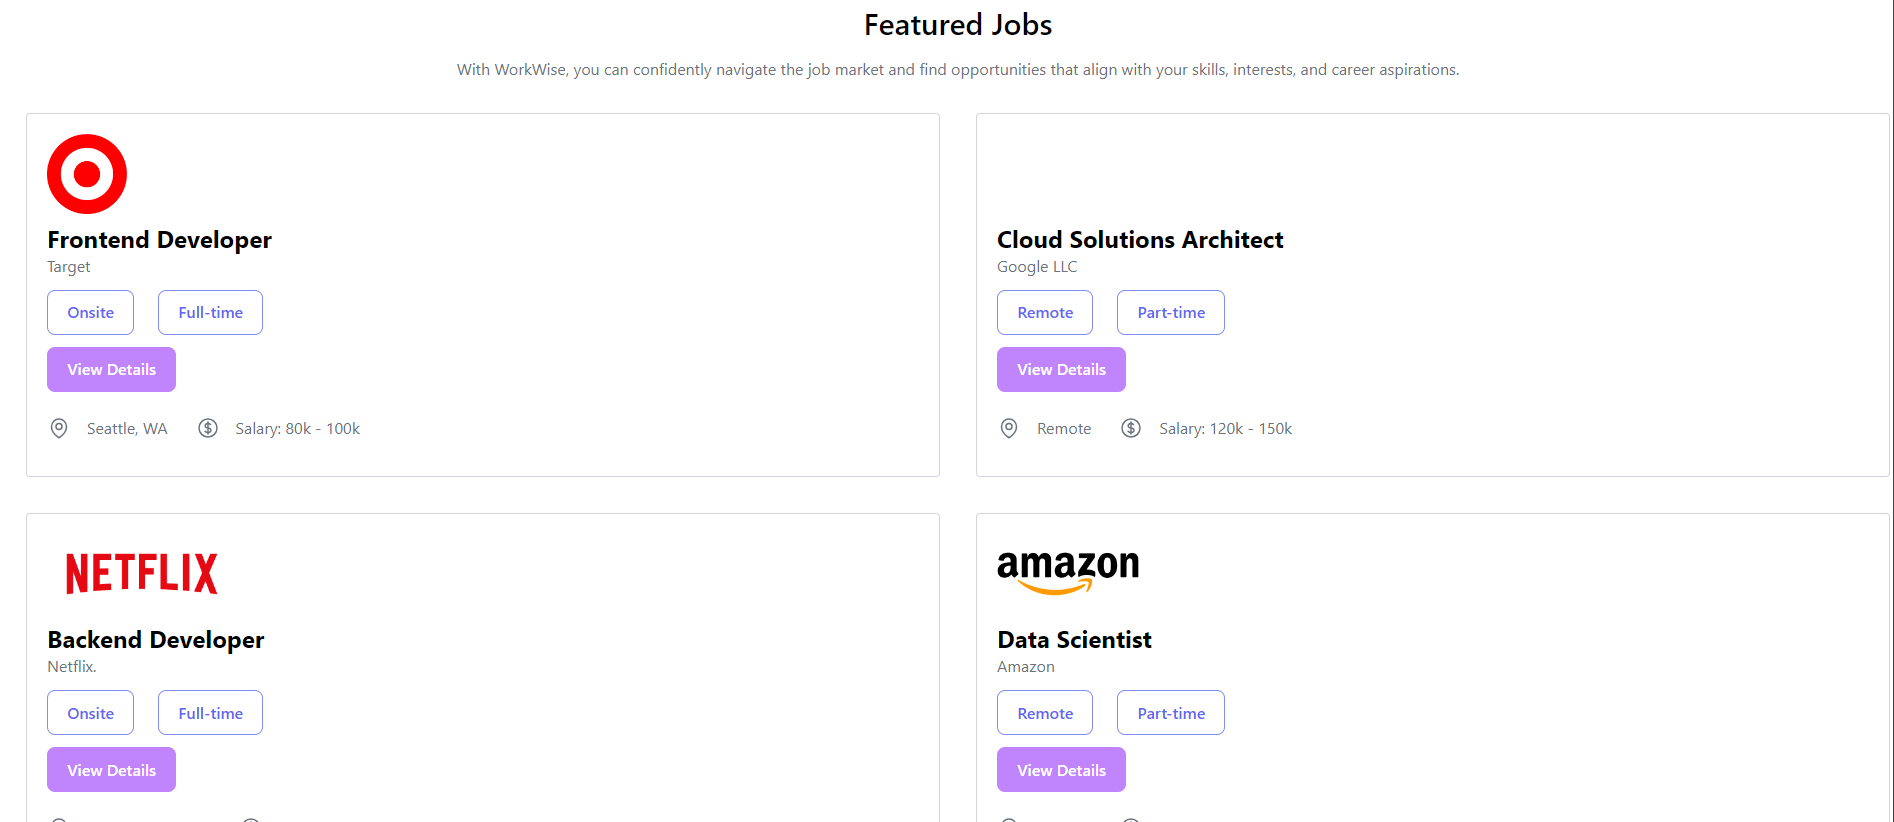 Featured Jobs
With WorkWise, you can confidently navigate the job market and find opportunities that align with your skills, interests, and career aspirations.
Frontend Developer
Target
Onsite Full-time
View Details
Seattle, WA Salary: 80k - 100k
Cloud Solutions Architect
Google LLC
Remote Part-time
View Details
Remote Salary: 120k - 150k
NETFLIX
Backend Developer
Netflix.
Onsite Full-time
View Details
amazon
Data Scientist
Amazon
Remote Part-time
View Details